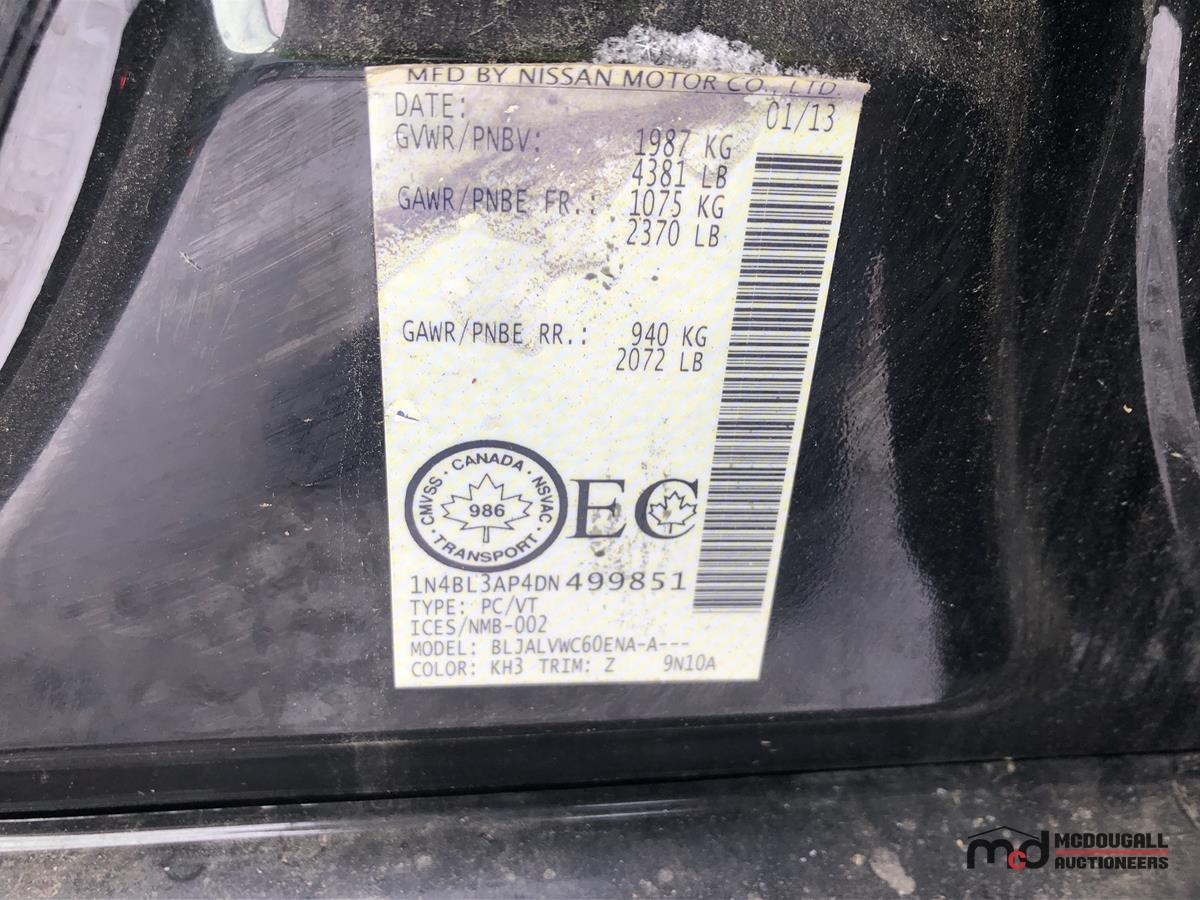 MFD BY NISSAN MOTOR CO., LTD.
DATE: 01/13
GVWR/PNBV: 1987 KG
4381 LB
GAWR/PNBE FR.: 1075 KG
2370 LB
GAWR/PNBE RR.: 940 KG
2072 LB
CMVSS · CANADA · NSVAC · TRANSPORT ·
986
EC
1N4BL3AP4DN499851
TYPE: PC/VT
ICES/NMB-002
MODEL: BLJALVWC60ENA-A---
COLOR: KH3 TRIM: Z 9N10A
mcd MCDOUGALL
AUCTIONEERS